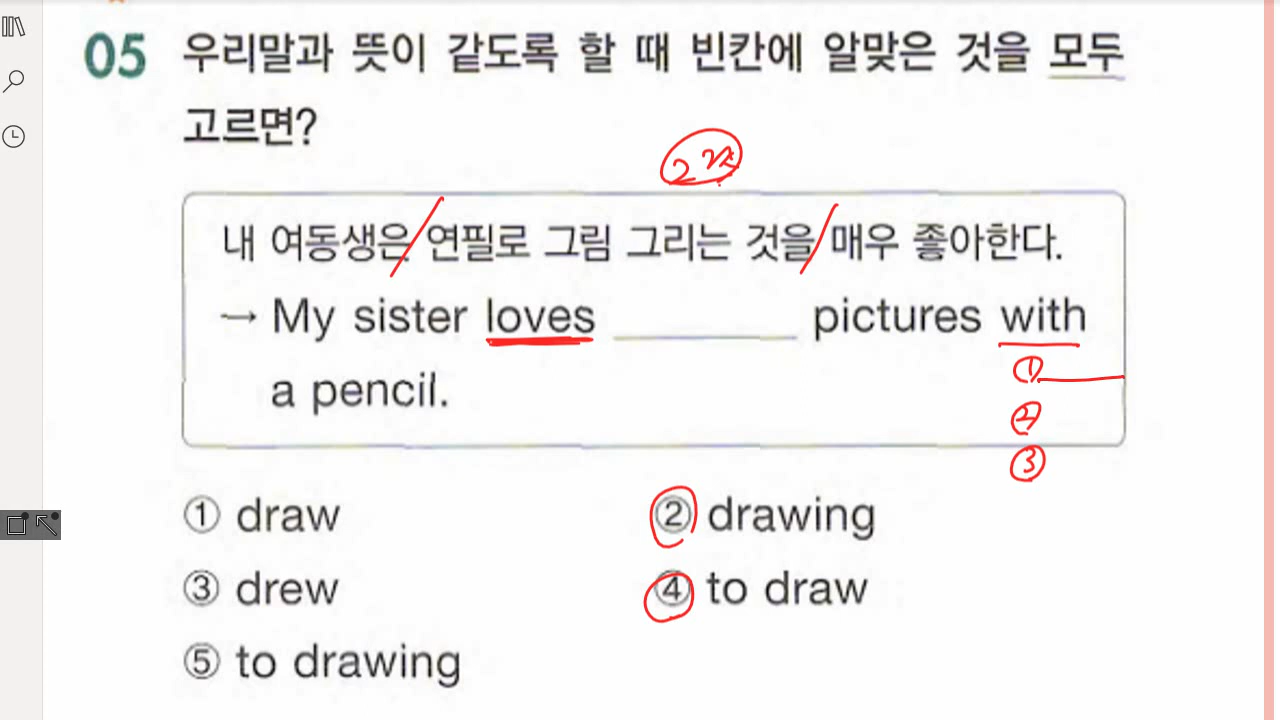 05 우리말과 뜻이 같도록 할 때 빈칸에 알맞은 것을 모두
고르면?
내 여동생은 연필로 그림 그리는 것을 매우 좋아한다.
→ My sister loves ________ pictures with
a pencil.
①
②
③
① draw ② drawing
③ drew ④ to draw
⑤ to drawing